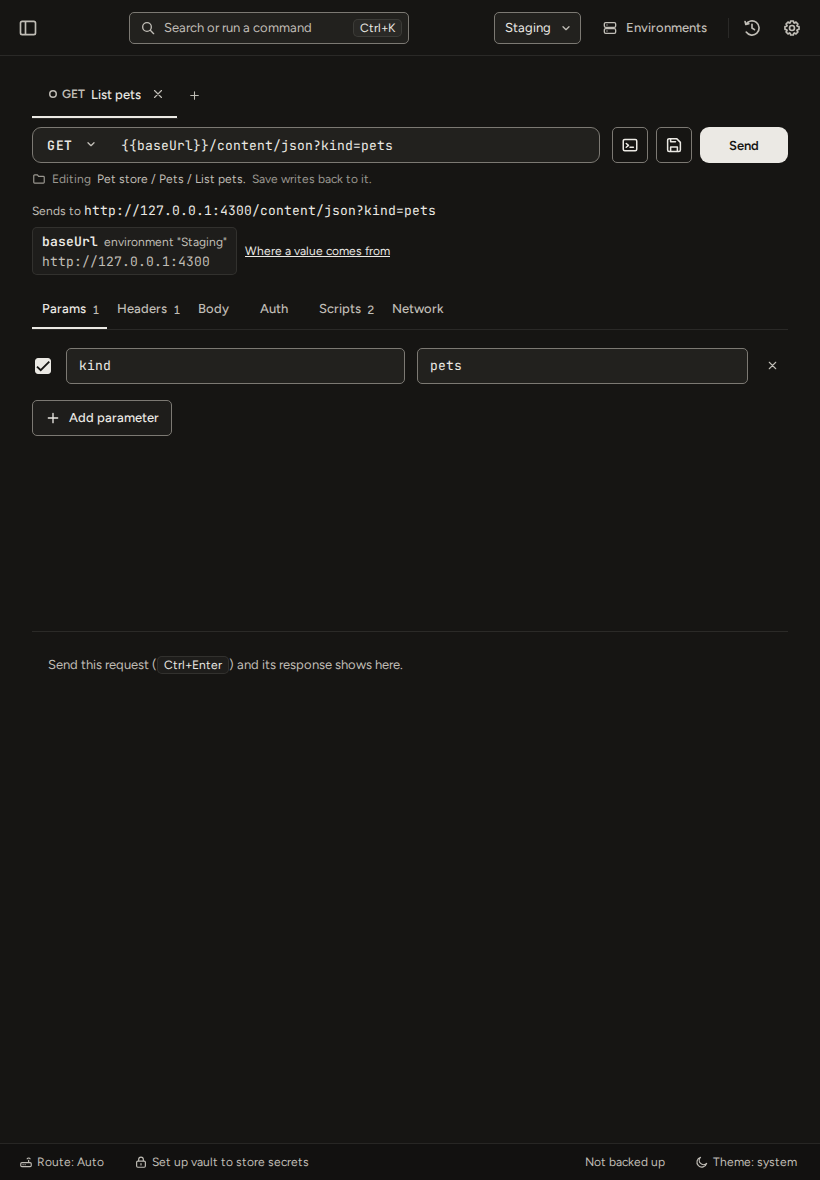 Search or run a command Ctrl+K Staging Environments
GET List pets
GET {{baseUrl}}/content/json?kind=pets Send
Editing Pet store / Pets / List pets. Save writes back to it.
Sends to http://127.0.0.1:4300/content/json?kind=pets
baseUrl environment "Staging"
http://127.0.0.1:4300
Where a value comes from
Params 1 Headers 1 Body Auth Scripts 2 Network
kind pets
Add parameter
Send this request (Ctrl+Enter) and its response shows here.
Route: Auto Set up vault to store secrets Not backed up Theme: system